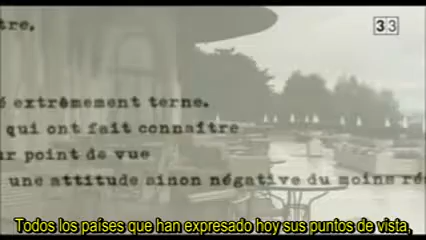 tre,
33
extrêmement terne.
qui ont fait connaître
ur point de vue
une attitude sinon négative du moins
Todos los países que han expresado hoy sus puntos de vista,